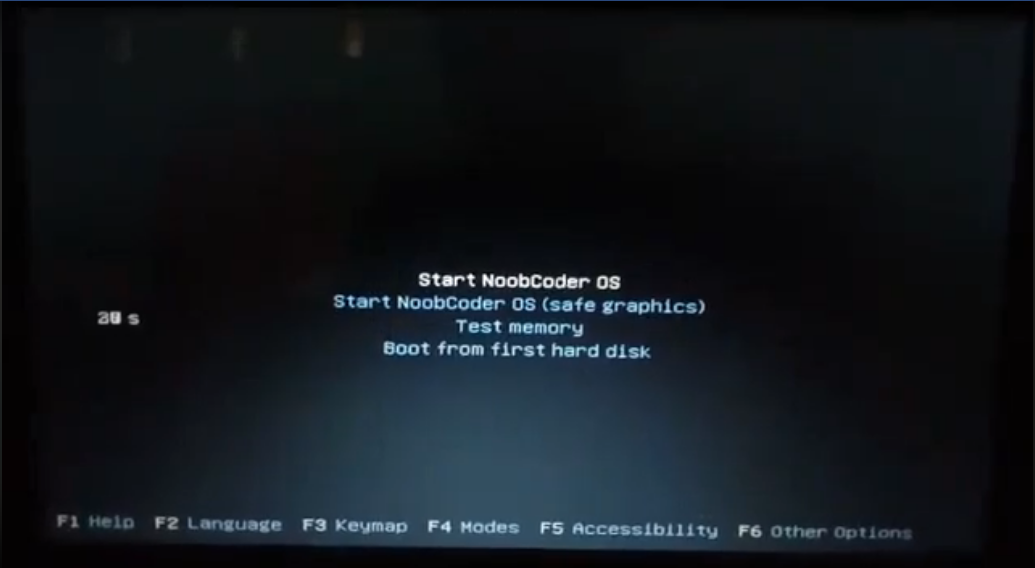 Start NoobCoder OS
Start NoobCoder OS (safe graphics)
s
Test memory
Boot from first hard disk
F1 Help F2 Language F3 Keymap F4 Modes F5 Accessibility F6 Other Options